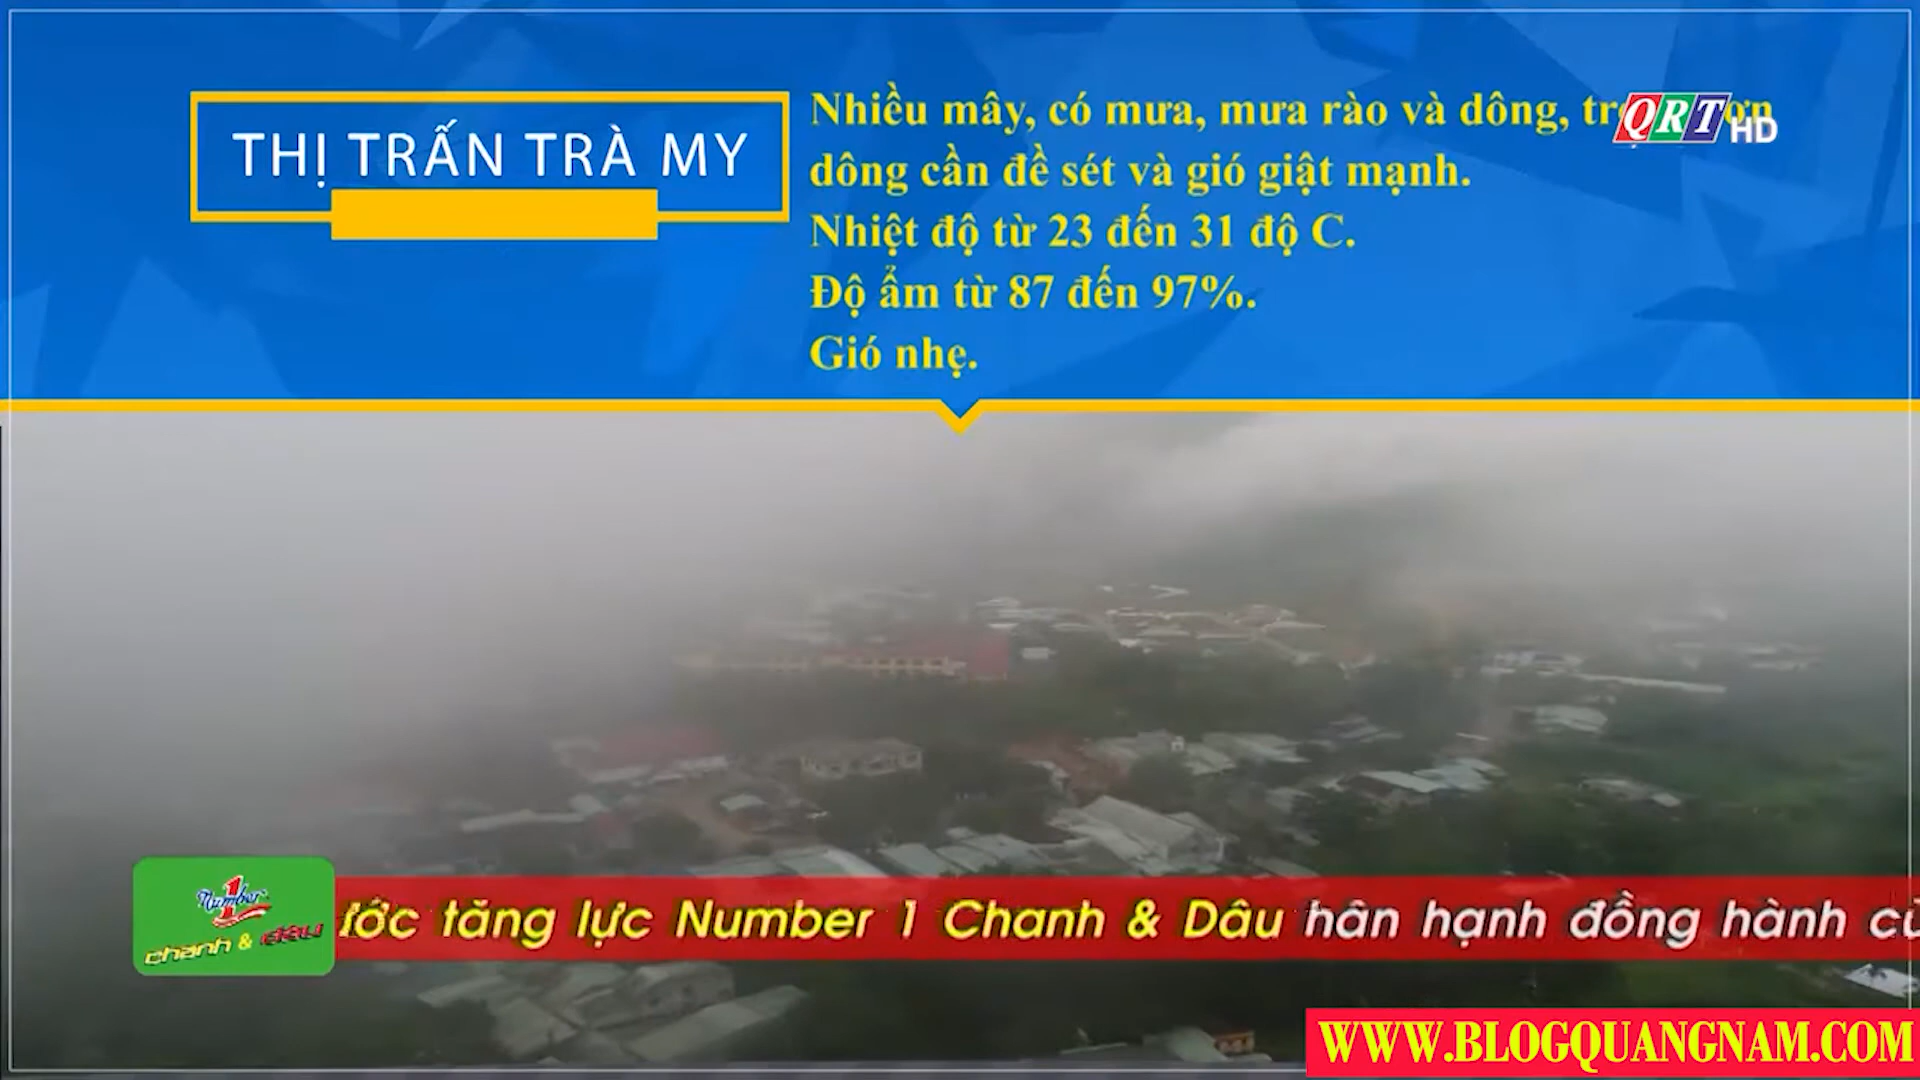 THỊ TRẤN TRÀ MY
Nhiều mây, có mưa, mưa rào và dông,
QRT HD
dông cần đề sét và gió giật mạnh.
Nhiệt độ từ 23 đến 31 độ C.
Độ ẩm từ 87 đến 97%.
Gió nhẹ.
Number 1
chanh & dâu
tăng lực Number 1 Chanh & Dâu hân hạnh đồng hành
WWW.BLOGQUANGNAM.COM